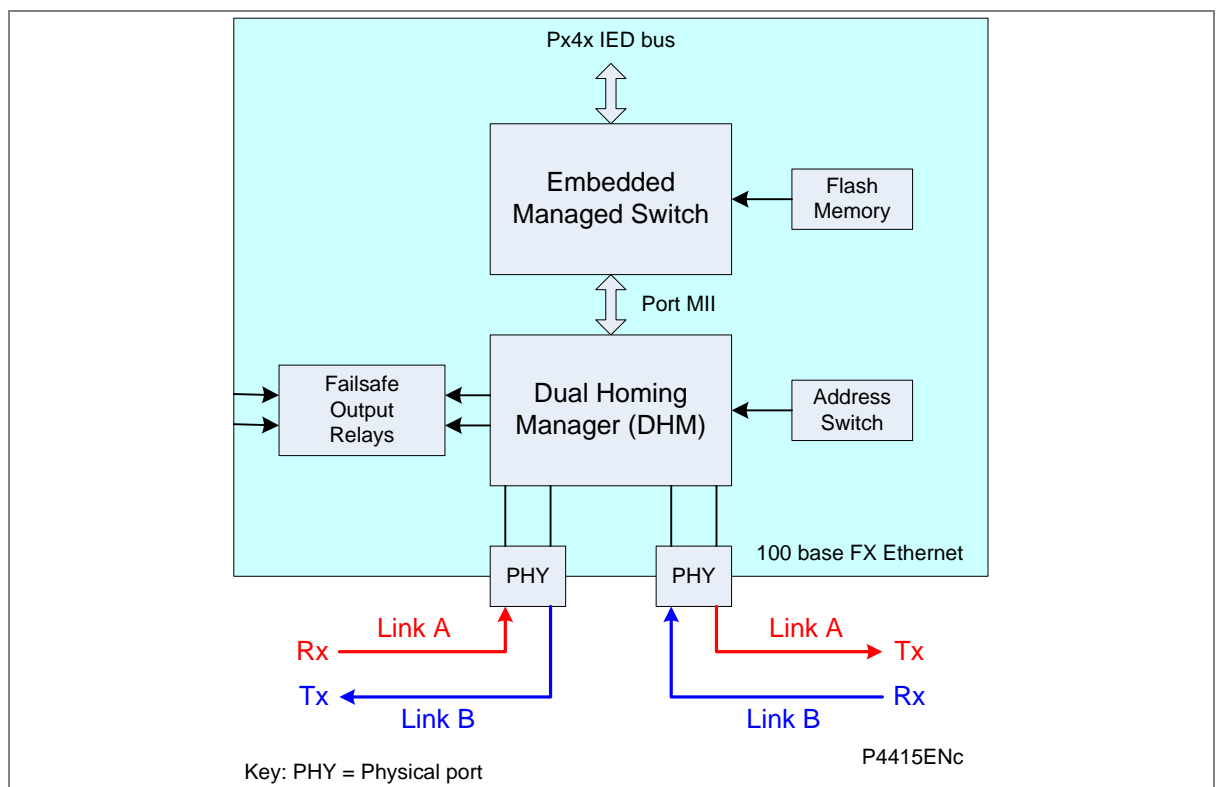 Px4x IED bus
Embedded
Managed Switch
Flash
Memory
Port MII
Failsafe
Output
Relays
Dual Homing
Manager (DHM)
Address
Switch
100 base FX Ethernet
PHY
PHY
Link A
Link A
Rx
Tx
Tx
Rx
Link B
Link B
P4415ENc
Key: PHY = Physical port